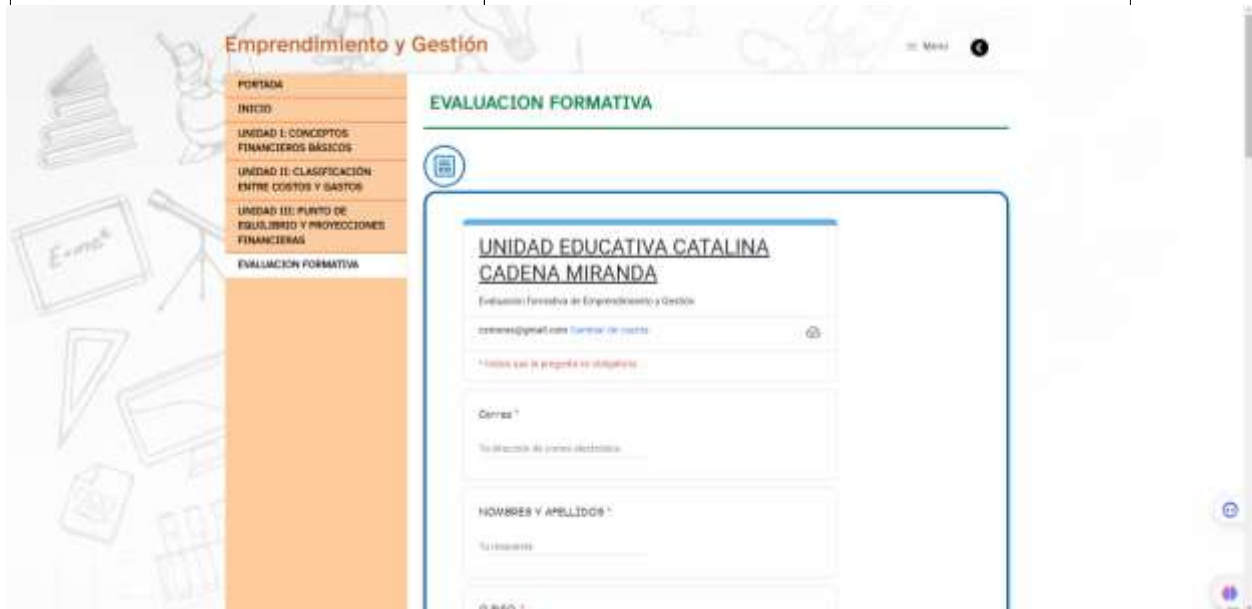 Emprendimiento y Gestión
Menú
PORTADA
INICIO
UNIDAD I: CONCEPTOS
FINANCIEROS BÁSICOS
UNIDAD II: CLASIFICACIÓN
ENTRE COSTOS Y GASTOS
UNIDAD III: PUNTO DE
EQUILIBRIO Y PROYECCIONES
FINANCIERAS
EVALUACION FORMATIVA
EVALUACION FORMATIVA
UNIDAD EDUCATIVA CATALINA
CADENA MIRANDA
Evaluación Formativa de Emprendimiento y Gestión
Cambiar de cuenta
* Indica que la pregunta es obligatoria
Correo *
Tu dirección de correo electrónico
NOMBRES Y APELLIDOS *
Tu respuesta